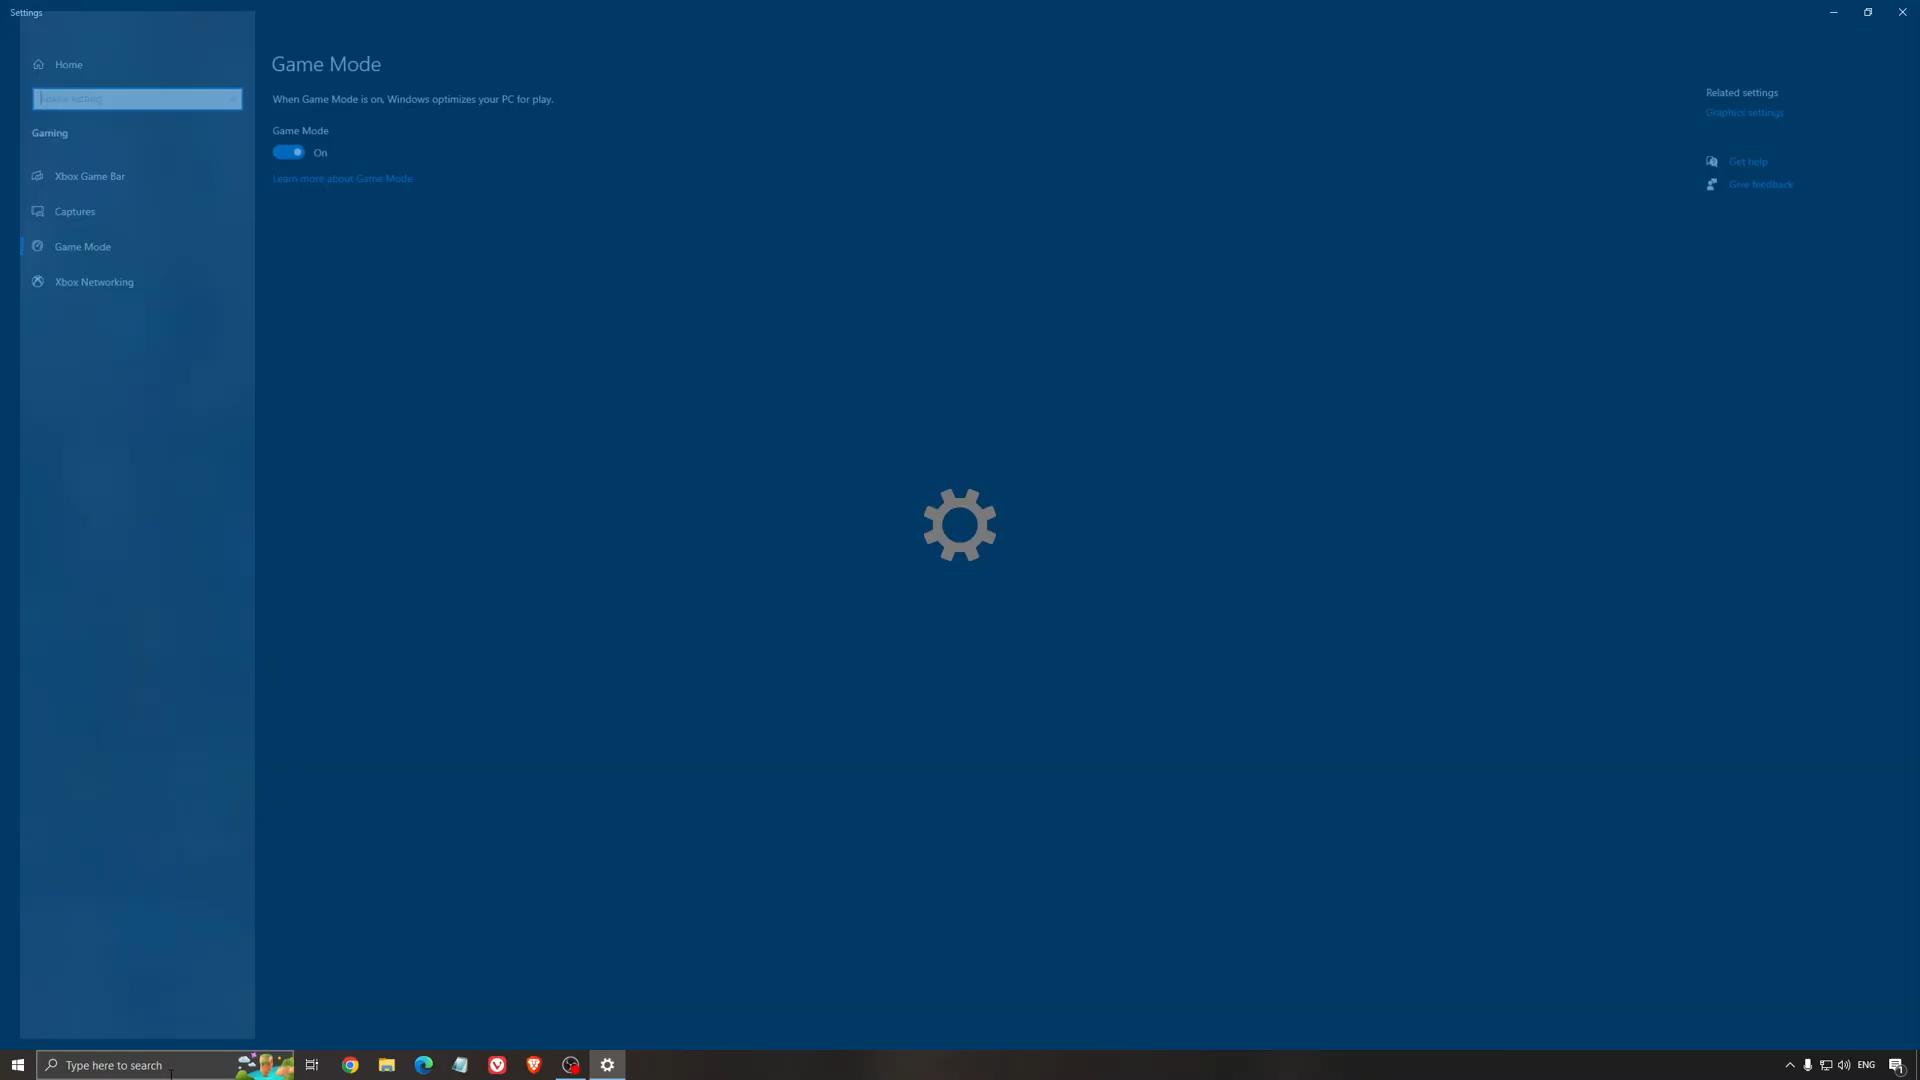 Settings
Home
Gaming
Xbox Game Bar
Captures
Game Mode
Xbox Networking
Game Mode
When Game Mode is on, Windows optimizes your PC for play.
Game Mode
On
Learn more about Game Mode
Related settings
Graphics settings
Get help
Give feedback
Type here to search
ENG
1